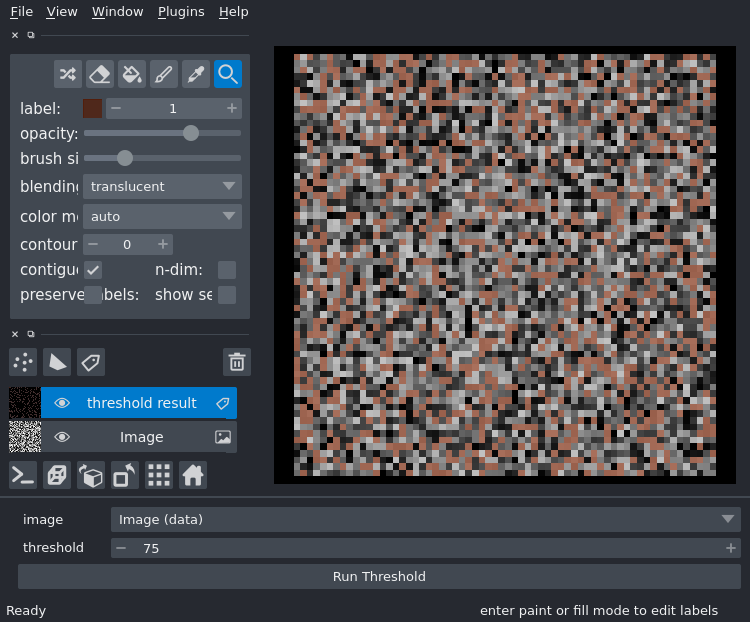 File View Window Plugins Help
label: 1
opacity:
brush si
blending translucent
color m auto
contour 0
contigu n-dim:
preserve abels: show se
threshold result
Image
image Image (data)
threshold 75
Run Threshold
Ready enter paint or fill mode to edit labels